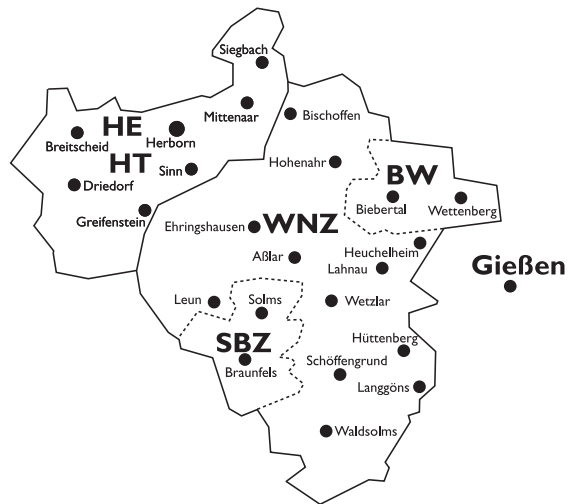 Siegbach
Mittenaar
Bischoffen
HE
Herborn
Breitscheid
HT
Sinn
Hohenahr
BW
Driedorf
Biebertal
Wettenberg
Greifenstein
Ehringshausen
WNZ
Heuchelheim
Aßlar
Lahnau
Gießen
Leun
Solms
Wetzlar
SBZ
Hüttenberg
Braunfels
Schöffengrund
Langgöns
Waldsolms